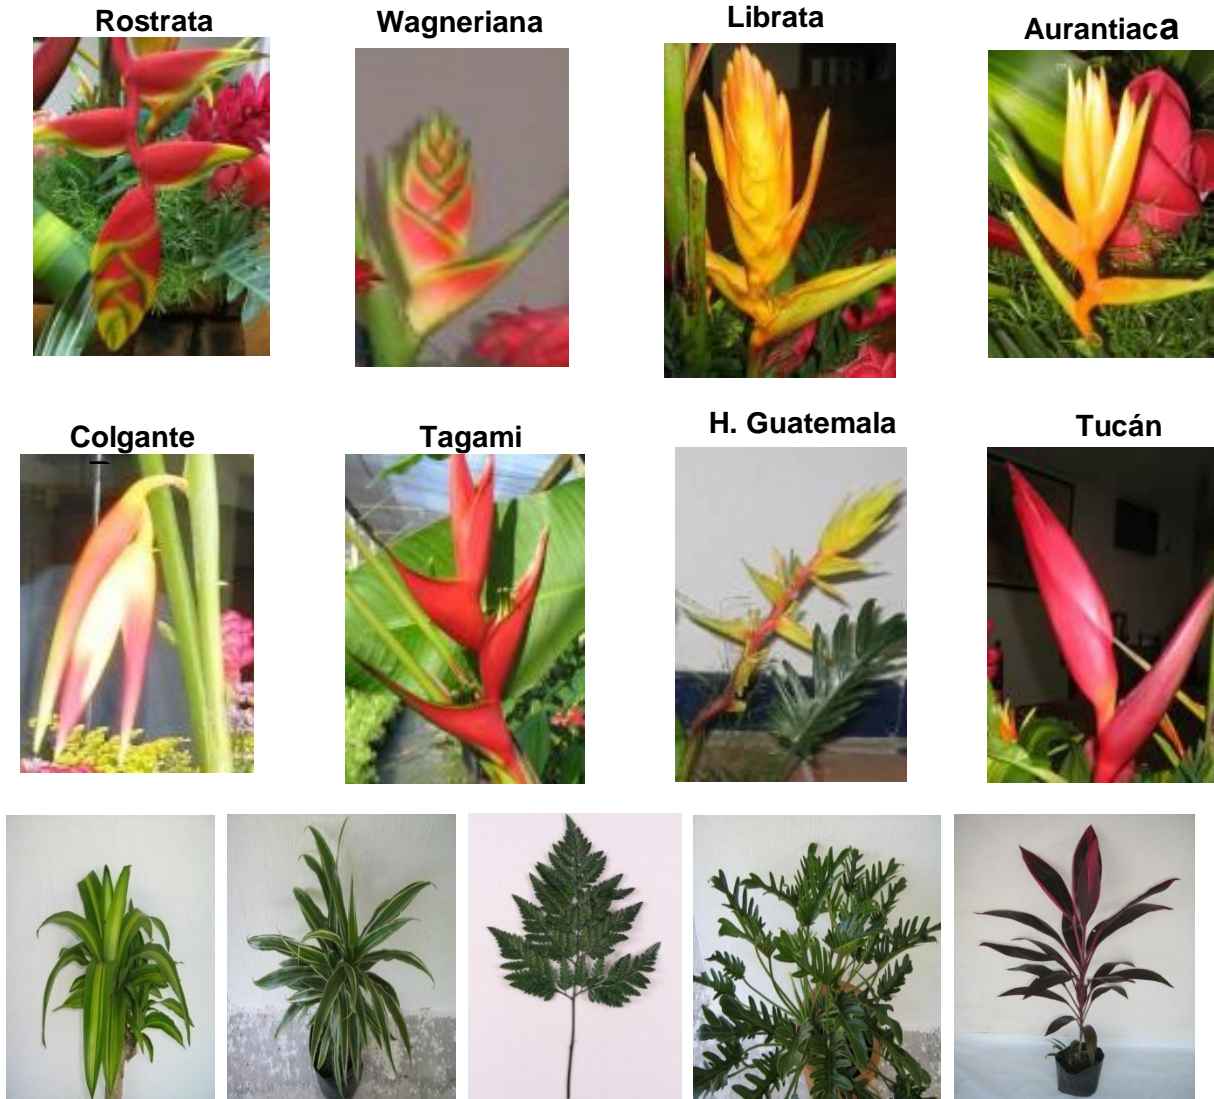 Rostrata
Wagneriana
Librata
Aurantiaca
Colgante
Tagami
H. Guatemala
Tucán